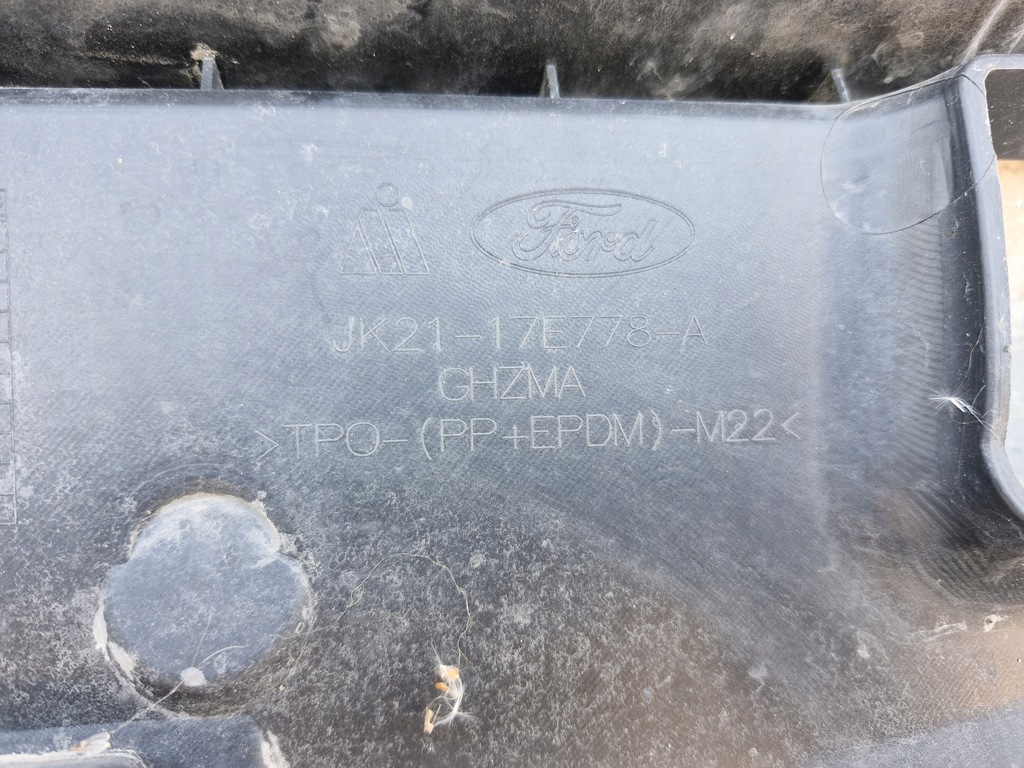 Ford
JK21-17E778-A
GHZMA
>TPO-(PP+EPDM)-M22<